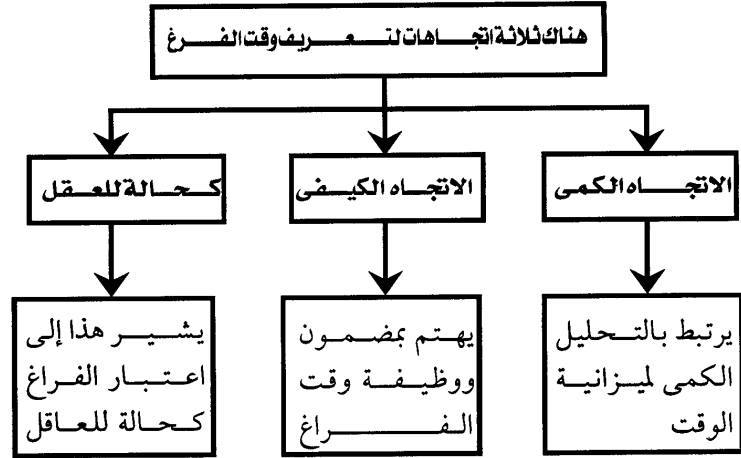 هناك ثلاثة اتجاهات لتعريف وقت الفرغ
الاتجاه الكمى
الاتجاه الكيفى
كحالة للعقل
يرتبط بالتحليل
الكمى لميزانية
الوقت
يهتم بمضمون
ووظيفة وقت
الفراغ
يشير هذا إلى
اعتبار الفراغ
كحالة للعاقل